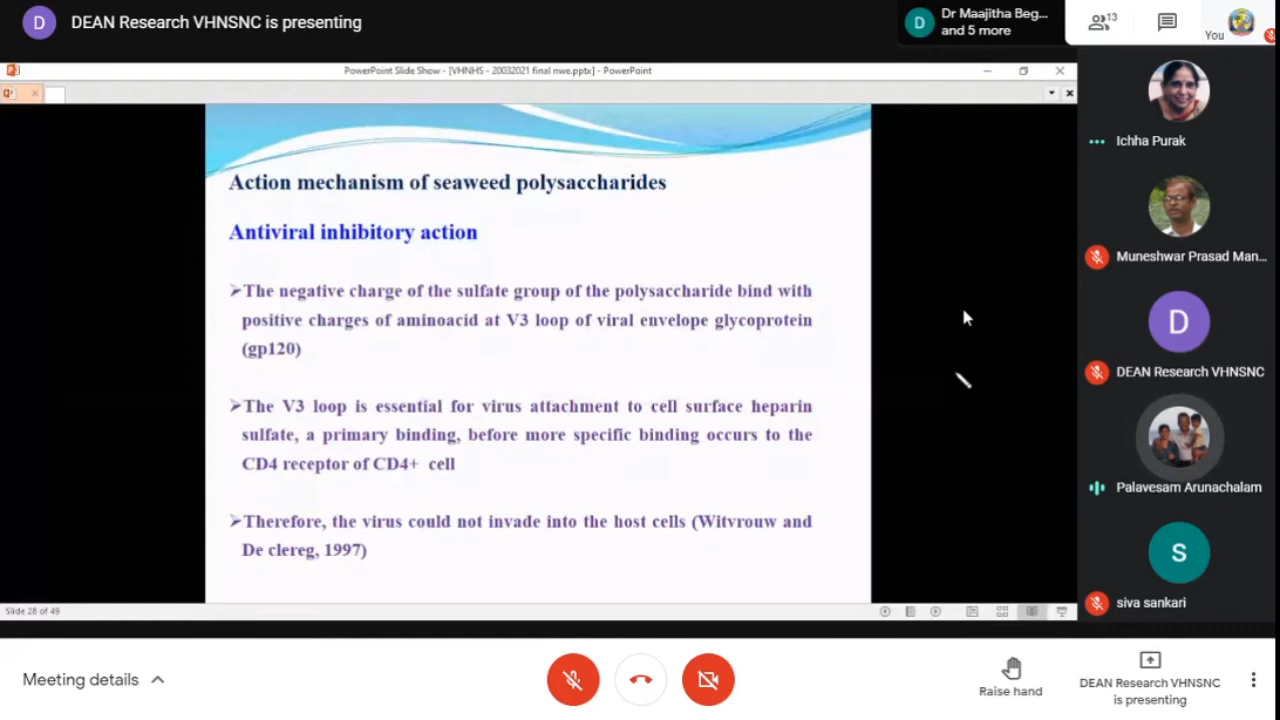 D
DEAN Research VHNSNC is presenting
D
Dr Maajitha Beg...
and 5 more
13
You
PowerPoint Slide Show - [VHNHS - 20032021 final nwe.pptx] - PowerPoint
Action mechanism of seaweed polysaccharides
Antiviral inhibitory action
➢The negative charge of the sulfate group of the polysaccharide bind with
positive charges of aminoacid at V3 loop of viral envelope glycoprotein
(gp120)
➢The V3 loop is essential for virus attachment to cell surface heparin
sulfate, a primary binding, before more specific binding occurs to the
CD4 receptor of CD4+ cell
➢Therefore, the virus could not invade into the host cells (Witvrouw and
De clereg, 1997)
Slide 28 of 49
Ichha Purak
Muneshwar Prasad Man...
D
DEAN Research VHNSNC
Palavesam Arunachalam
S
siva sankari
Meeting details
Raise hand
DEAN Research VHNSNC
is presenting